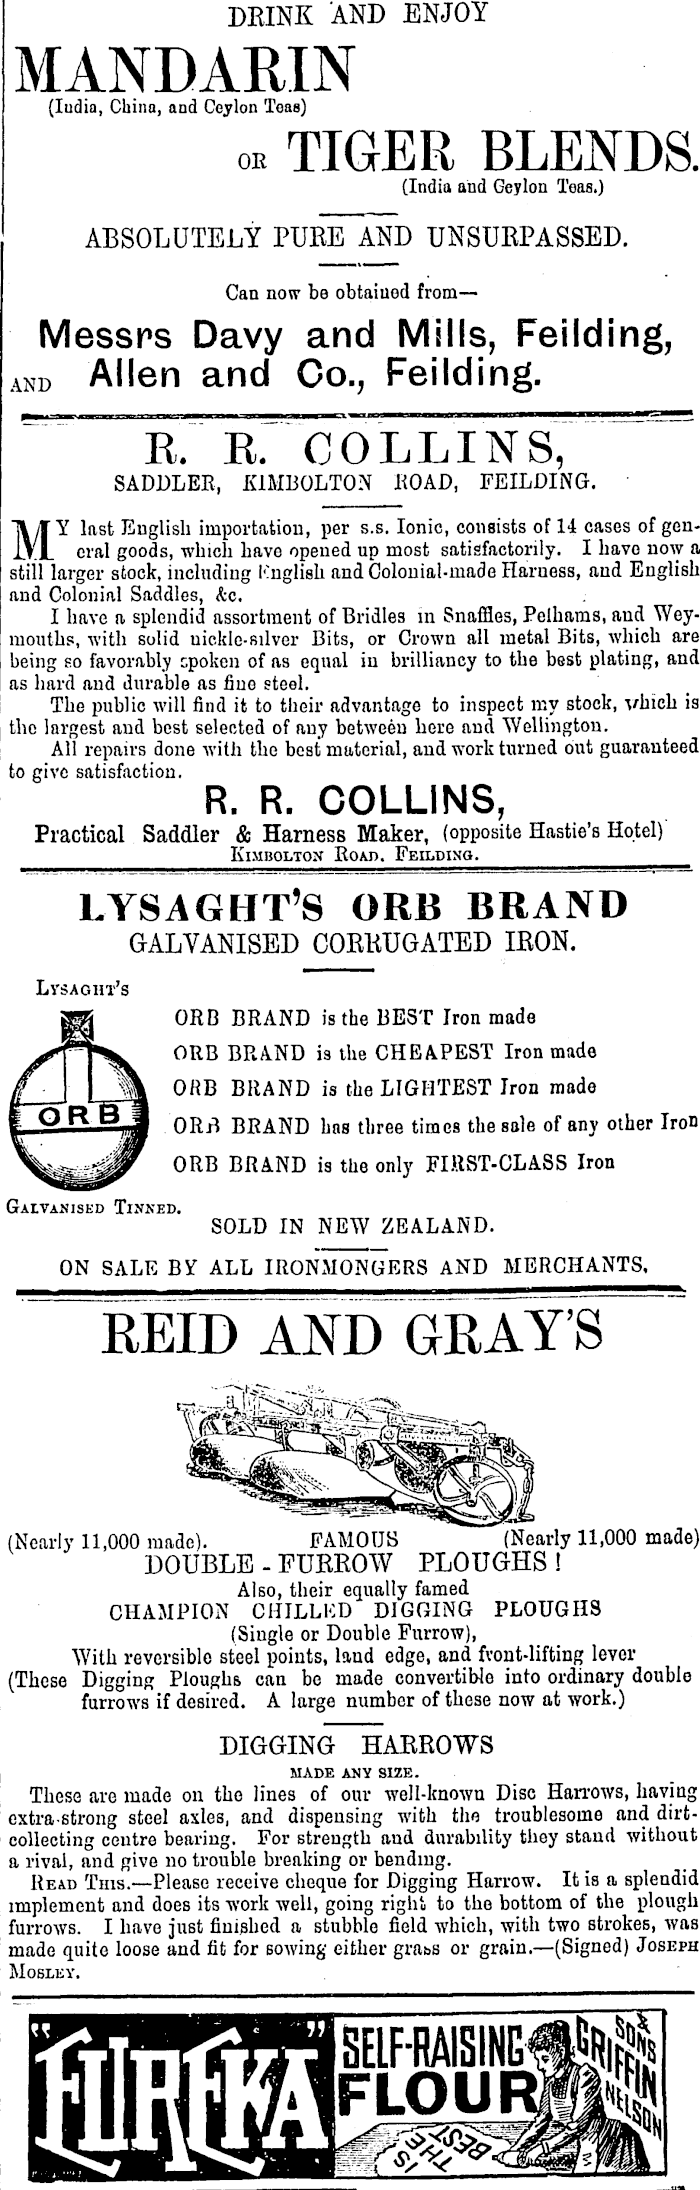 DRINK AND ENJOY
MANDARIN
(India, China, and Ceylon Teas)
OR TIGER BLENDS.
(India and Geylon Teas.)
ABSOLUTELY PURE AND UNSURPASSED.
Can now be obtained from—
Messrs Davy and Mills, Feilding,
AND Allen and Co., Feilding.
R. R. COLLINS,
SADDLER, KIMBOLTON ROAD, FEILDING.
MY last English importation, per s.s. Ionic, consists of 14 cases of gen-
eral goods, which have opened up most satisfactorily. I have now a
still larger stock, including English and Colonial-made Harness, and English
and Colonial Saddles, &c.
I have a splendid assortment of Bridles in Snaffles, Pelhams, and Wey-
mouths, with solid nickle-silver Bits, or Crown all metal Bits, which are
being so favorably spoken of as equal in brilliancy to the best plating, and
as hard and durable as fine steel.
The public will find it to their advantage to inspect my stock, which is
the largest and best selected of any between here and Wellington.
All repairs done with the best material, and work turned out guaranteed
to give satisfaction.
R. R. COLLINS,
Practical Saddler & Harness Maker, (opposite Hastie's Hotel)
KIMBOLTON ROAD. FEILDING.
LYSAGHT'S ORB BRAND
GALVANISED CORRUGATED IRON.
LYSAGHT'S
ORB
GALVANISED TINNED.
ORB BRAND is the BEST Iron made
ORB BRAND is the CHEAPEST Iron made
ORB BRAND is the LIGHTEST Iron made
ORB BRAND has three times the sale of any other Iron
ORB BRAND is the only FIRST-CLASS Iron
SOLD IN NEW ZEALAND.
ON SALE BY ALL IRONMONGERS AND MERCHANTS.
REID AND GRAY'S
(Nearly 11,000 made). FAMOUS (Nearly 11,000 made)
DOUBLE-FURROW PLOUGHS!
Also, their equally famed
CHAMPION CHILLED DIGGING PLOUGHS
(Single or Double Furrow),
With reversible steel points, land edge, and front-lifting lever
(These Digging Ploughs can be made convertible into ordinary double
furrows if desired. A large number of these now at work.)
DIGGING HARROWS
MADE ANY SIZE.
These are made on the lines of our well-known Disc Harrows, having
extra-strong steel axles, and dispensing with the troublesome and dirt-
collecting centre bearing. For strength and durability they stand without
a rival, and give no trouble breaking or bending.
READ THIS.—Please receive cheque for Digging Harrow. It is a splendid
implement and does its work well, going right to the bottom of the plough
furrows. I have just finished a stubble field which, with two strokes, was
made quite loose and fit for sowing either grass or grain.—(Signed) JOSEPH
MOSLEY.
"EUREKA"
SELF-RAISING
FLOUR
IS THE BEST
GRIFFIN
& SONS
NELSON